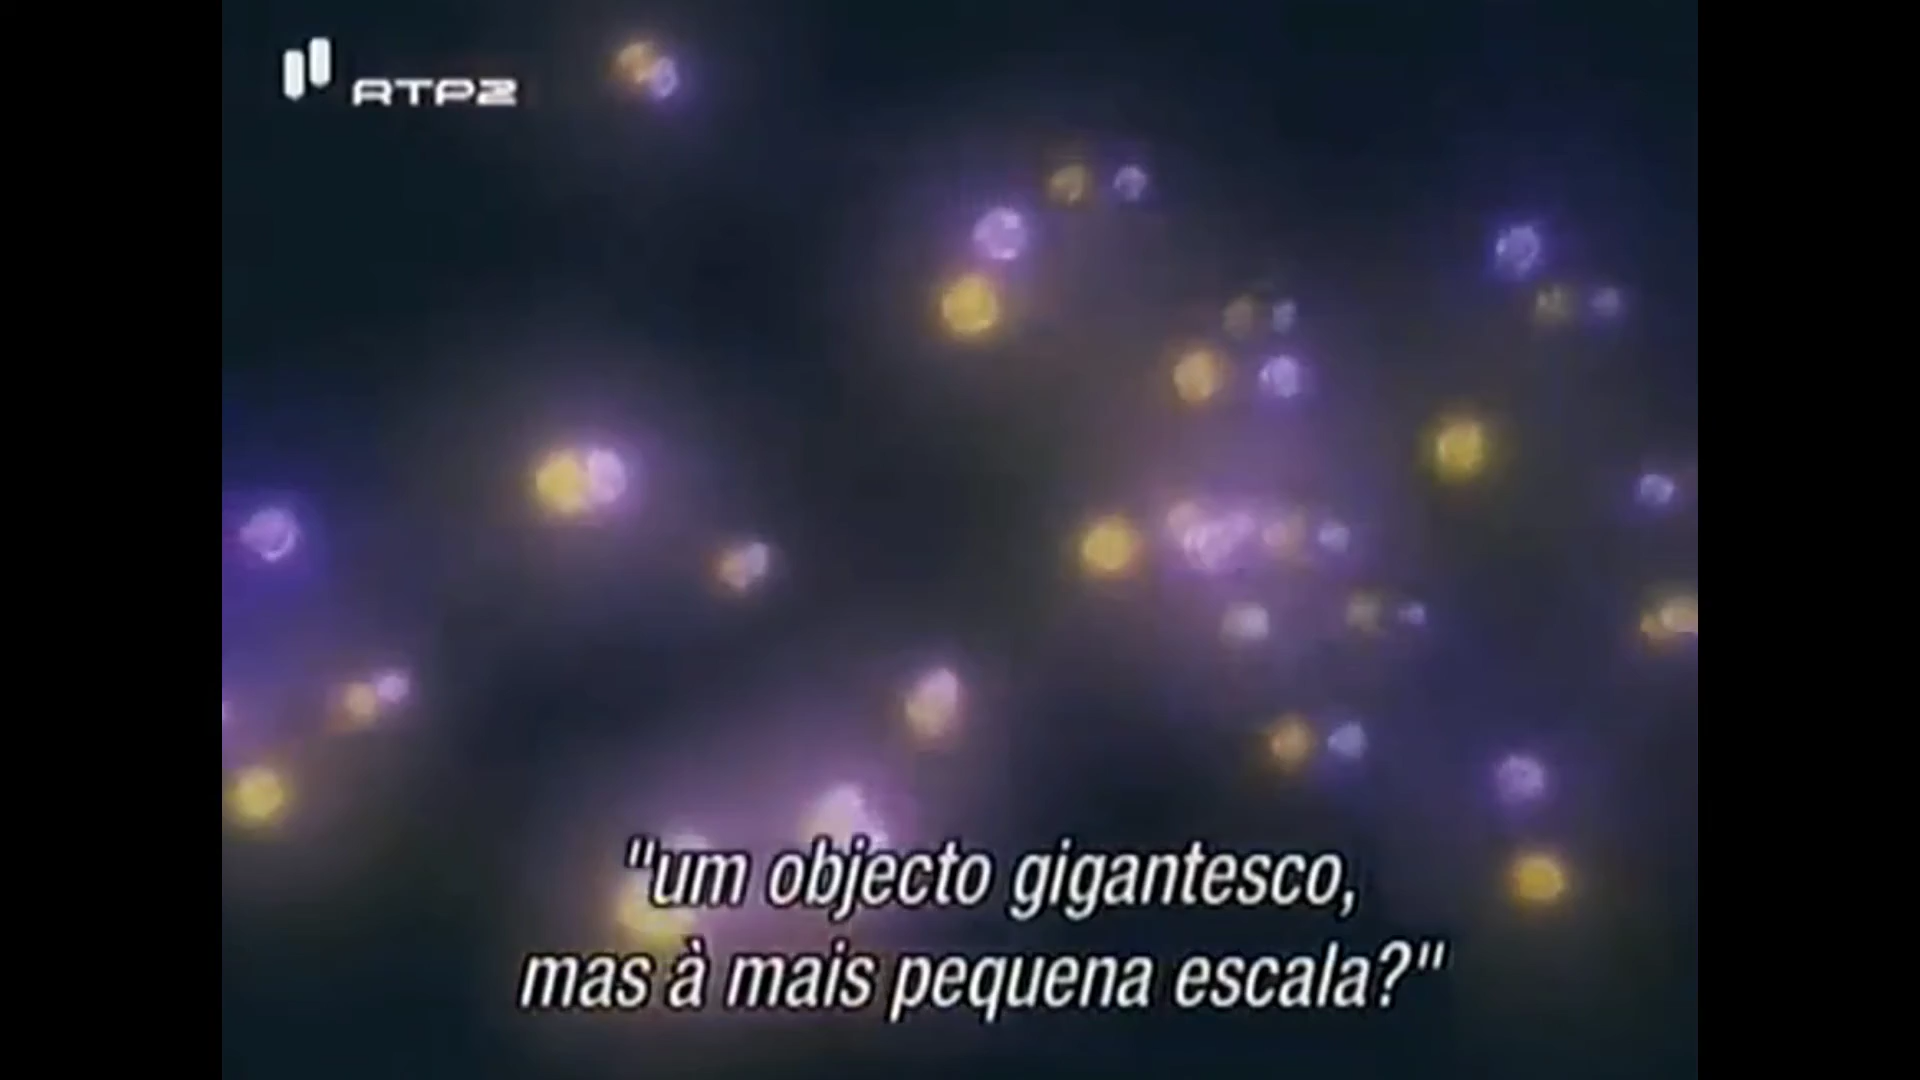 RTP2
"um objecto gigantesco,
mas à mais pequena escala?"